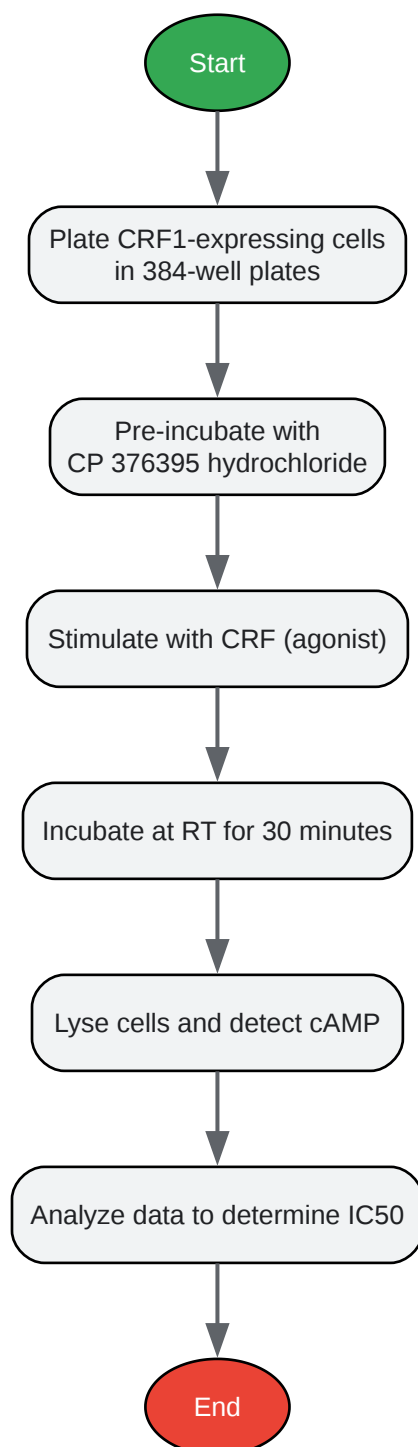 Start
Plate CRF1-expressing cells
in 384-well plates
Pre-incubate with
CP 376395 hydrochloride
Stimulate with CRF (agonist)
Incubate at RT for 30 minutes
Lyse cells and detect cAMP
Analyze data to determine IC50
End